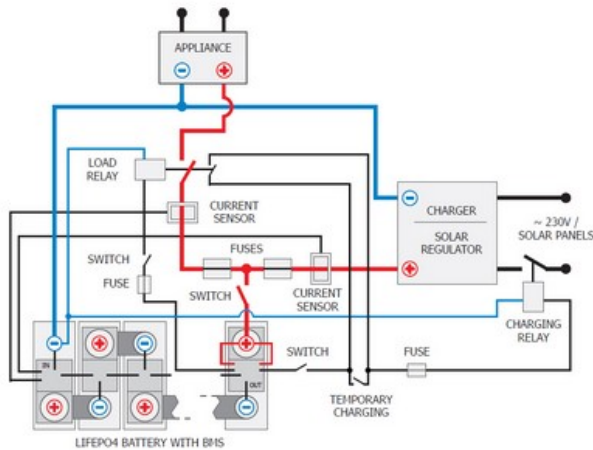 APPLIANCE
LOAD
RELAY
CURRENT
SENSOR
CHARGER
SOLAR
REGULATOR
~ 230V /
SOLAR PANELS
SWITCH
FUSE
FUSES
SWITCH
CURRENT
SENSOR
CHARGING
RELAY
SWITCH
FUSE
IN
OUT
TEMPORARY
CHARGING
LIFEPO4 BATTERY WITH BMS